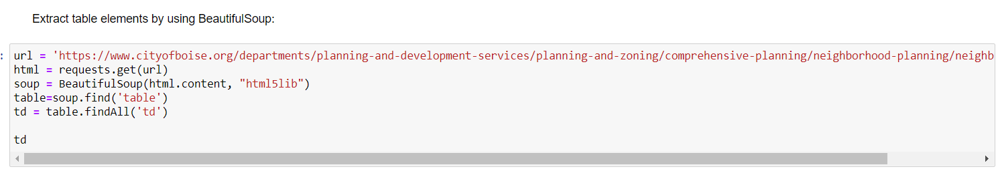 Extract table elements by using BeautifulSoup:
: url = 'https://www.cityofboise.org/departments/planning-and-development-services/planning-and-zoning/comprehensive-planning/neighborhood-planning/neighb
html = requests.get(url)
soup = BeautifulSoup(html.content, "html5lib")
table=soup.find('table')
td = table.findAll('td')
td